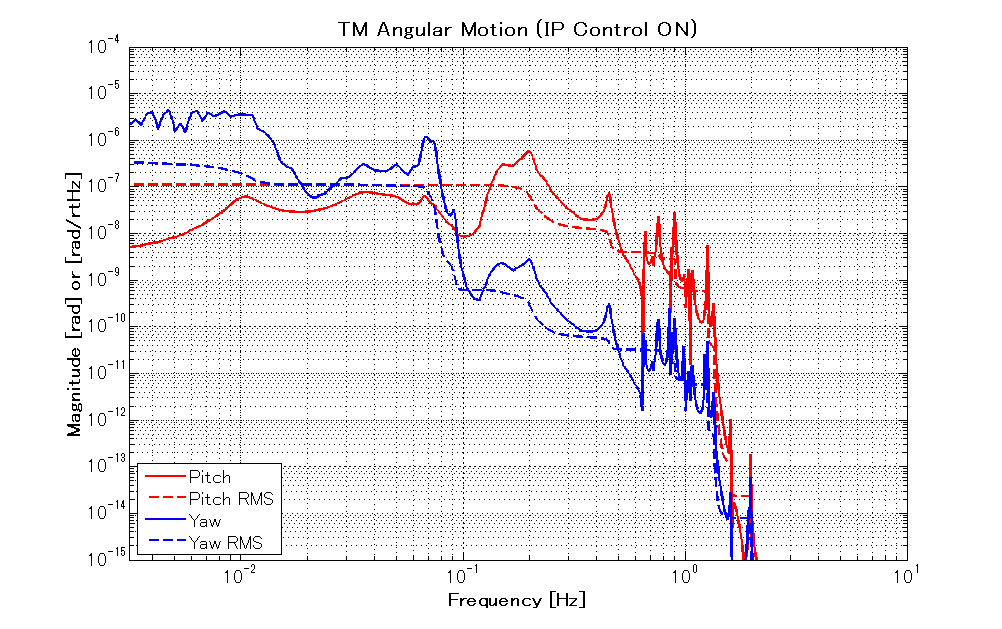 TM Angular Motion (IP Control ON)
10^-4
10^-5
10^-6
10^-7
10^-8
10^-9
10^-10
10^-11
10^-12
10^-13
10^-14
10^-15
Magnitude [rad] or [rad/rtHz]
Pitch
Pitch RMS
Yaw
Yaw RMS
10^-2
10^-1
10^0
10^1
Frequency [Hz]